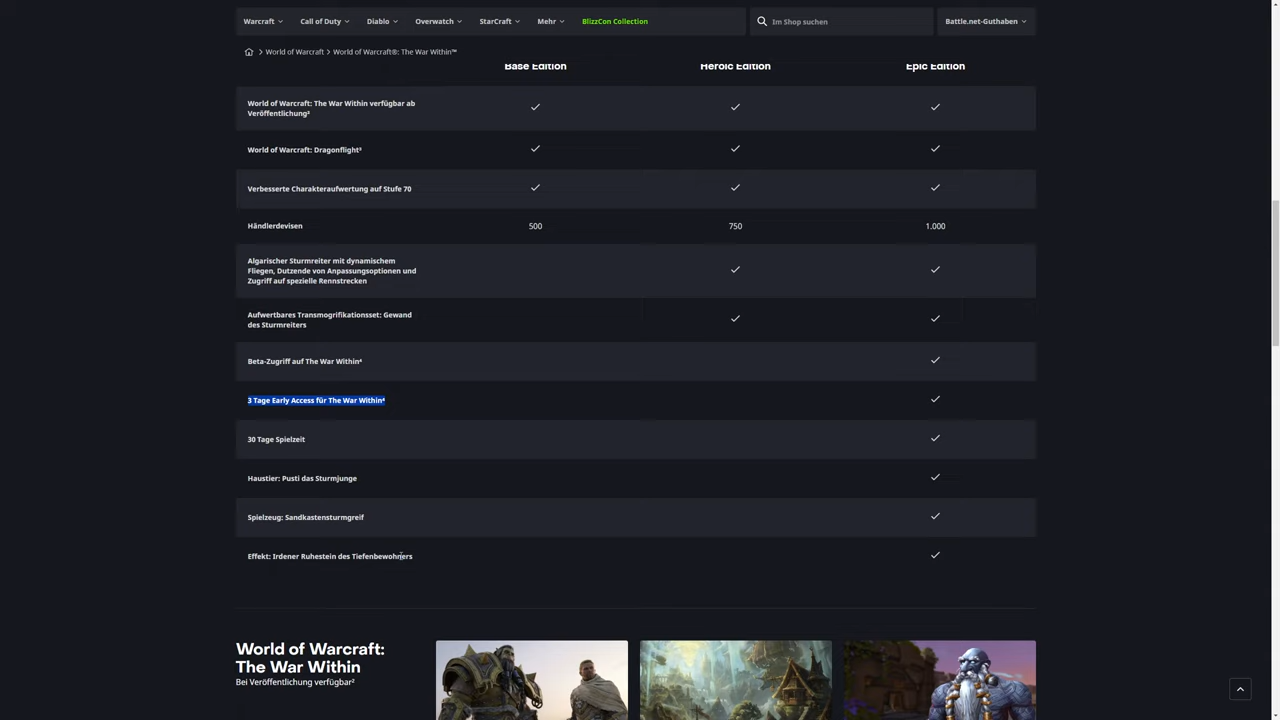 Warcraft Call of Duty Diablo Overwatch StarCraft Mehr BlizzCon Collection Im Shop suchen Battle.net-Guthaben
World of Warcraft World of Warcraft®: The War Within™
Base Edition Heroic Edition Epic Edition
World of Warcraft: The War Within verfügbar ab
Veröffentlichung²
World of Warcraft: Dragonflight³
Verbesserte Charakteraufwertung auf Stufe 70
Händlerdevisen 500 750 1.000
Algarischer Sturmreiter mit dynamischem
Fliegen, Dutzende von Anpassungsoptionen und
Zugriff auf spezielle Rennstrecken
Aufwertbares Transmogrifikationsset: Gewand
des Sturmreiters
Beta-Zugriff auf The War Within⁴
3 Tage Early Access für The War Within⁴
30 Tage Spielzeit
Haustier: Pusti das Sturmjunge
Spielzeug: Sandkastensturmgreif
Effekt: Irdener Ruhestein des Tiefenbewohners
World of Warcraft:
The War Within
Bei Veröffentlichung verfügbar²